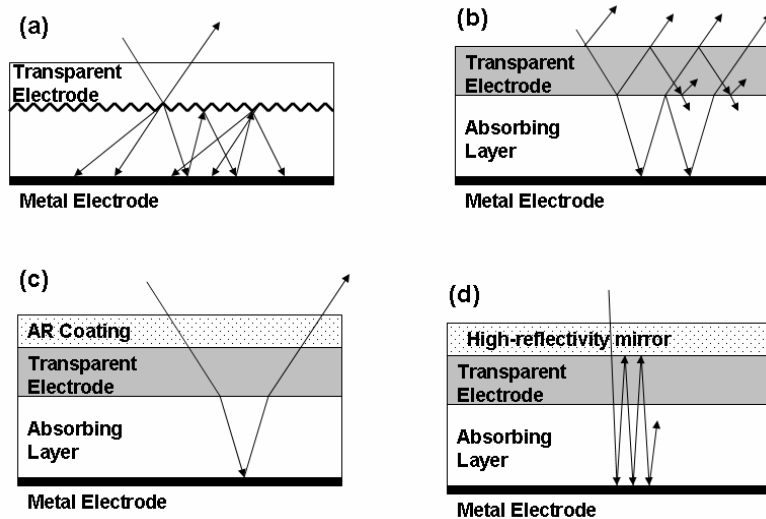 (a)
Transparent
Electrode
Metal Electrode
(b)
Transparent
Electrode
Absorbing
Layer
Metal Electrode
(c)
AR Coating
Transparent
Electrode
Absorbing
Layer
Metal Electrode
(d)
High-reflectivity mirror
Transparent
Electrode
Absorbing
Layer
Metal Electrode